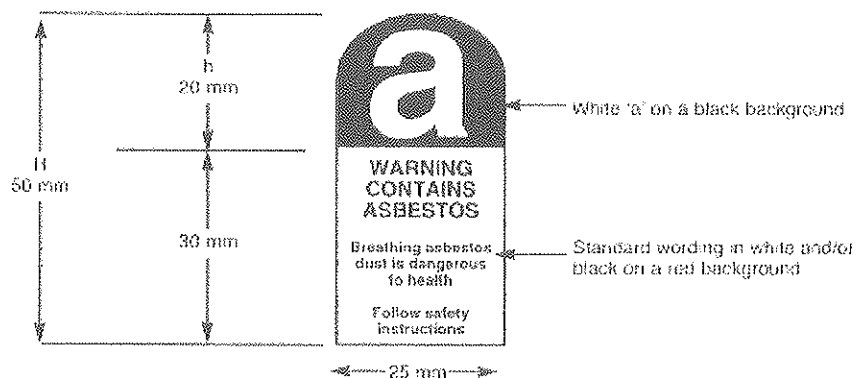 h
20 mm
H
50 mm
30 mm
a
WARNING
CONTAINS
ASBESTOS
Breathing asbestos
dust is dangerous
to health
Follow safety
instructions
25 mm
White 'a' on a black background
Standard wording in white and/or
black on a red background